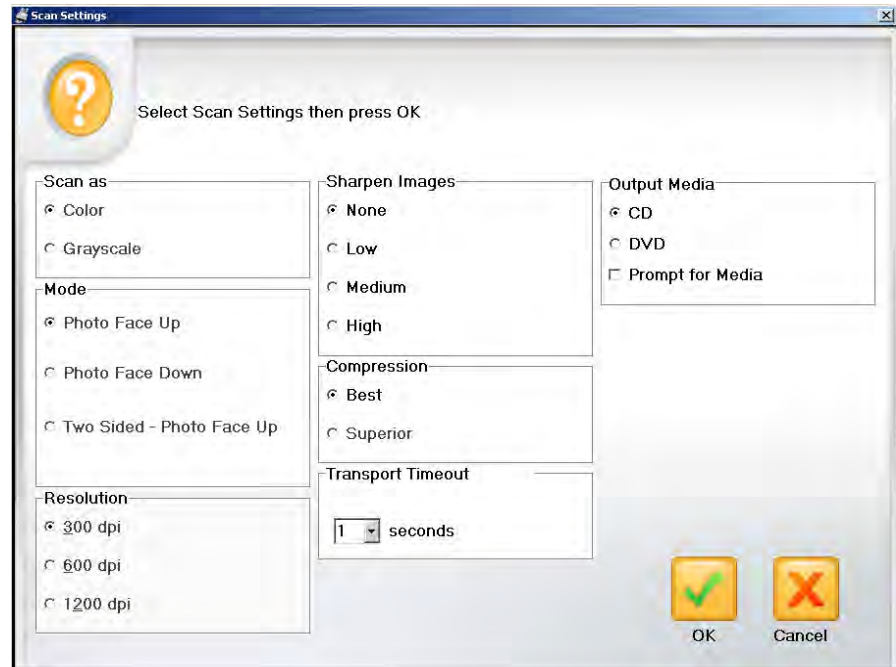 Scan Settings
Select Scan Settings then press OK
Scan as
Color
Grayscale
Mode
Photo Face Up
Photo Face Down
Two Sided - Photo Face Up
Resolution
300 dpi
600 dpi
1200 dpi
Sharpen Images
None
Low
Medium
High
Compression
Best
Superior
Transport Timeout
1 seconds
Output Media
CD
DVD
Prompt for Media
OK
Cancel